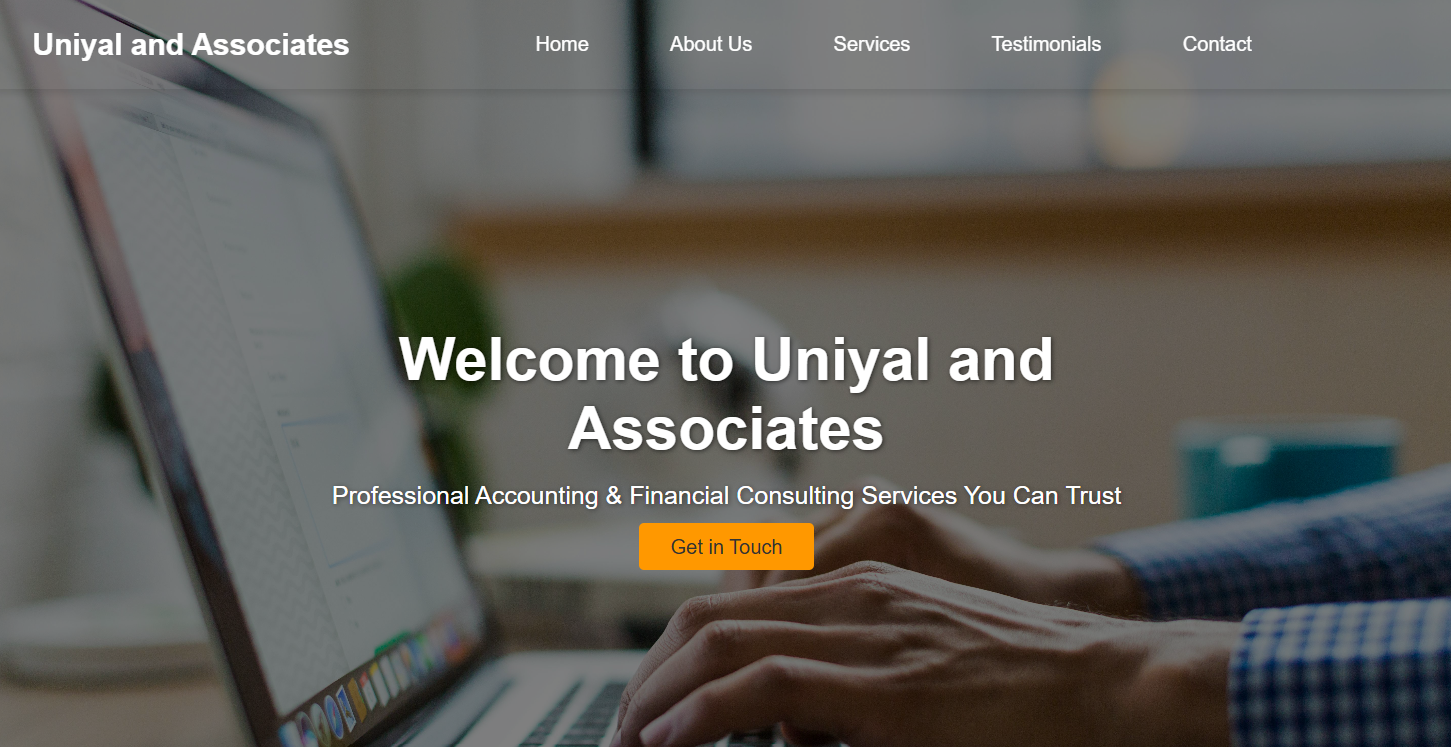 Uniyal and Associates
Home About Us Services Testimonials Contact
Welcome to Uniyal and
Associates
Professional Accounting & Financial Consulting Services You Can Trust
Get in Touch